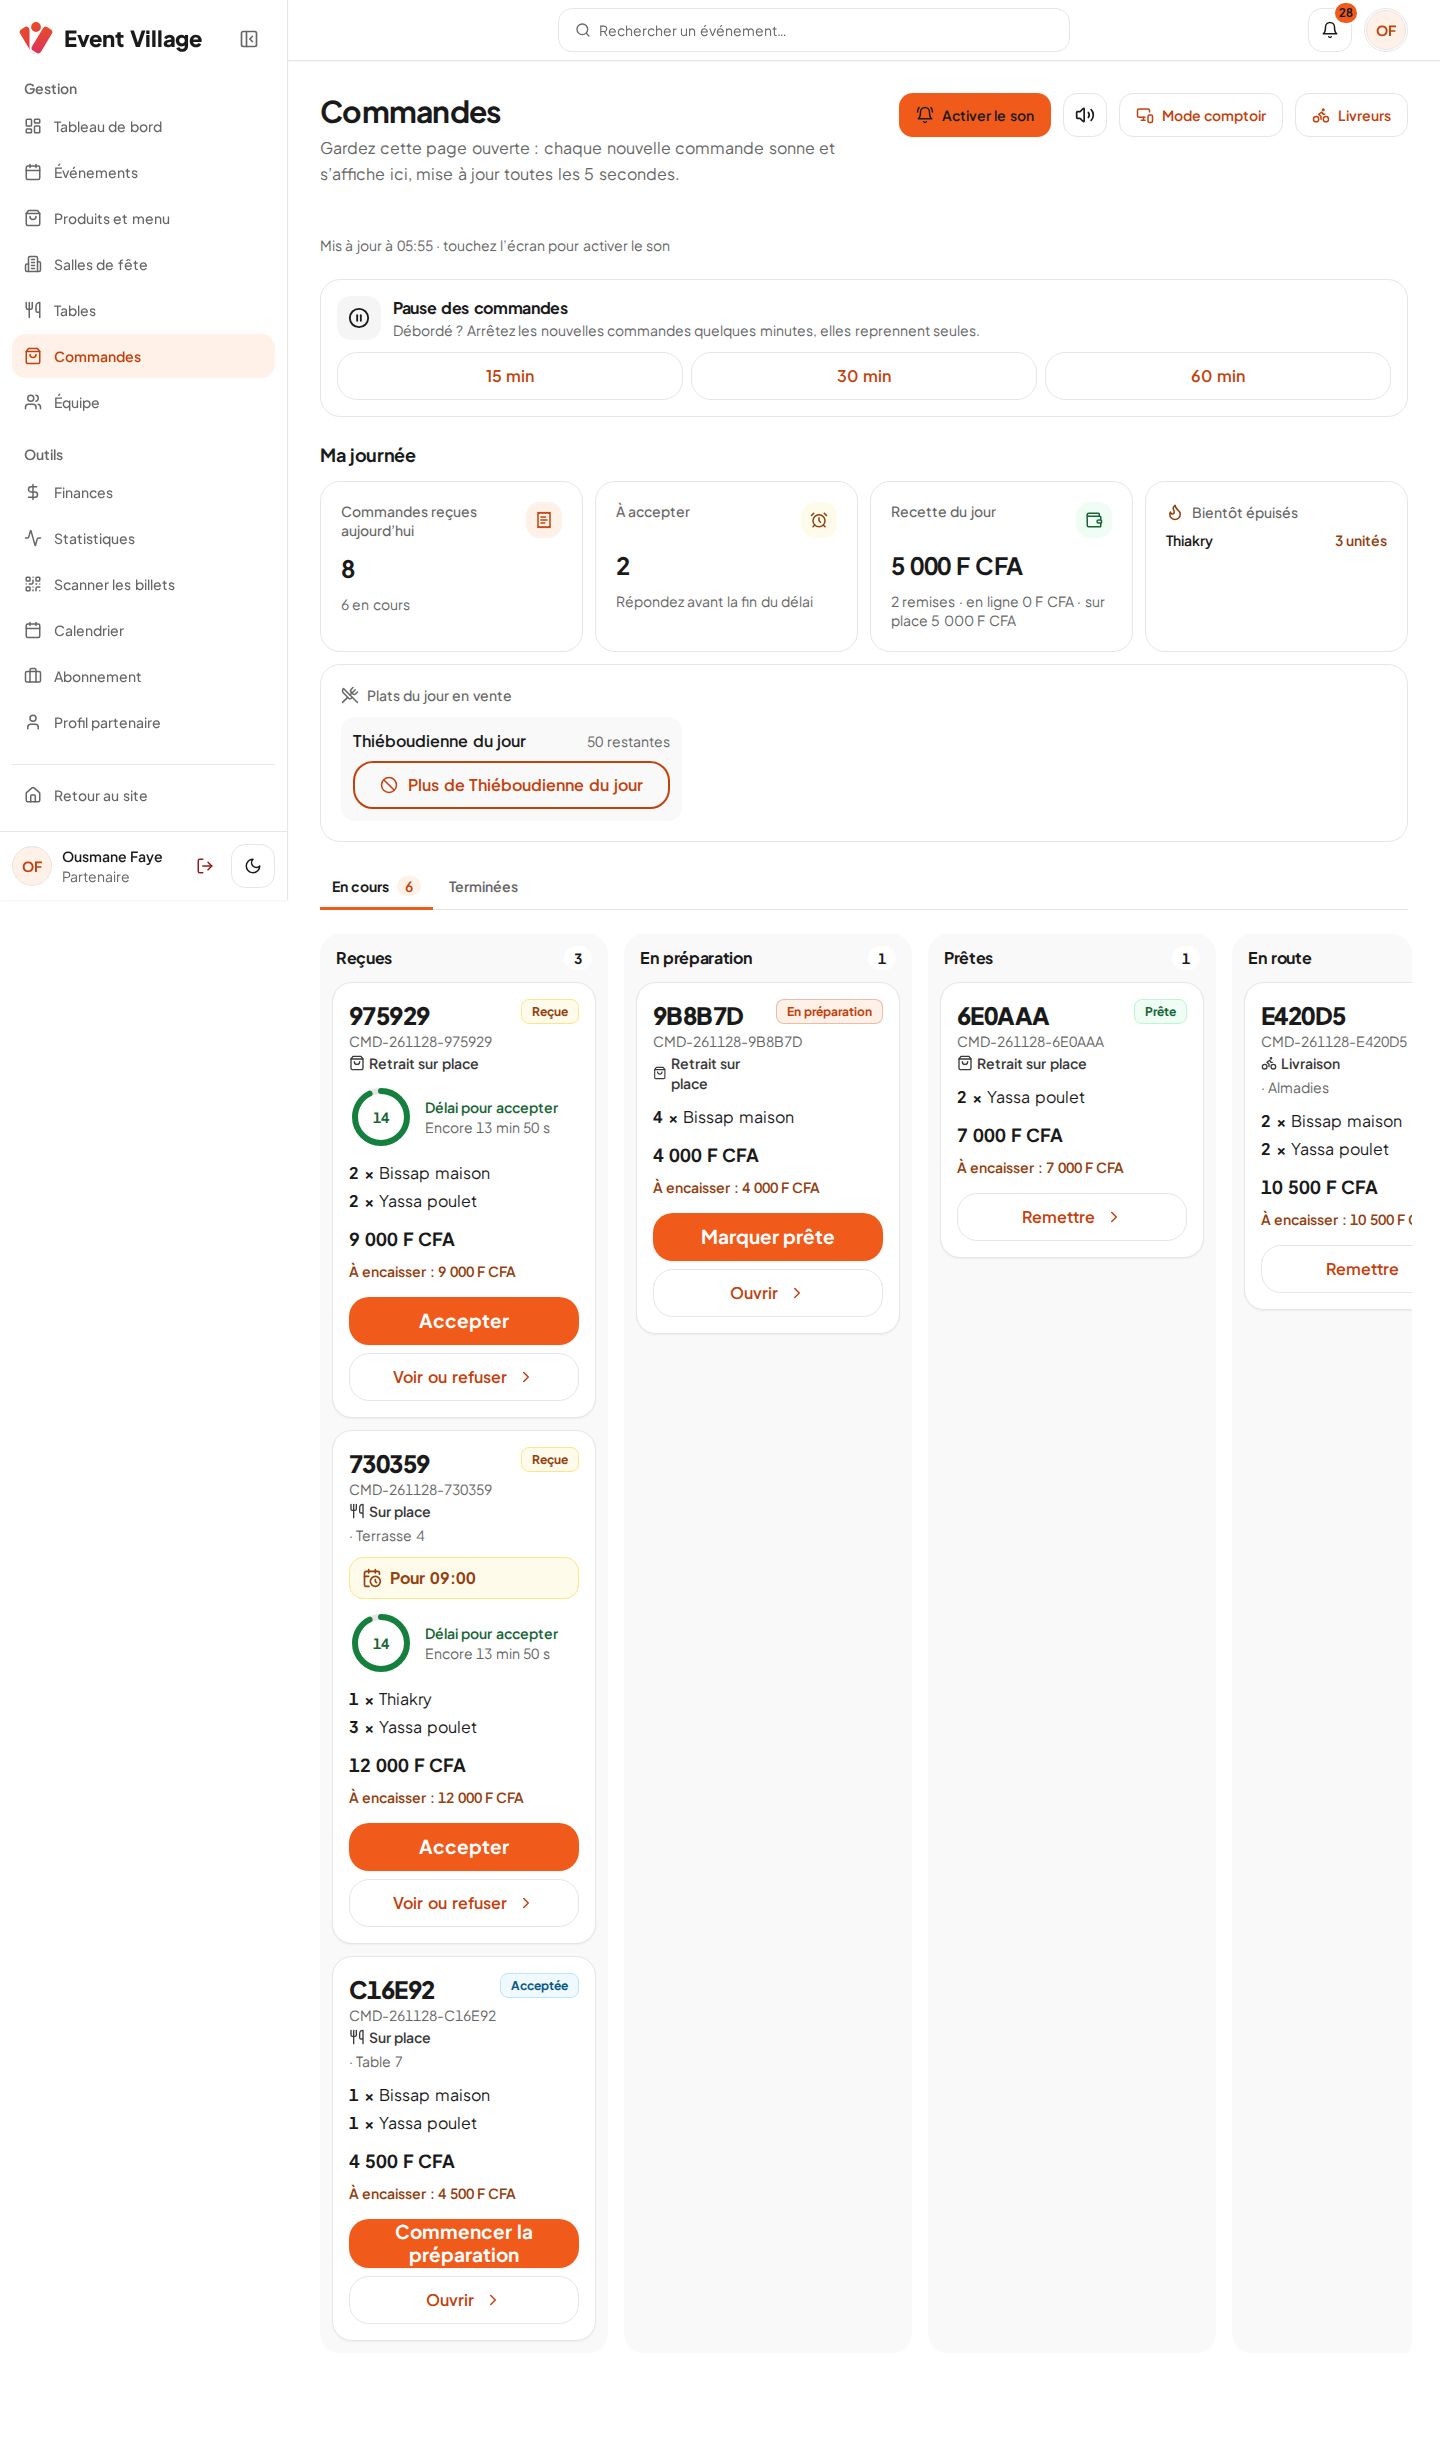 Event Village
Gestion
Tableau de bord
Événements
Produits et menu
Salles de fête
Tables
Commandes
Équipe
Outils
Finances
Statistiques
Scanner les billets
Calendrier
Abonnement
Profil partenaire
Retour au site
OF
Ousmane Faye
Partenaire
Rechercher un événement…
28
OF
Commandes
Gardez cette page ouverte : chaque nouvelle commande sonne et
s’affiche ici, mise à jour toutes les 5 secondes.
Activer le son
Mode comptoir
Livreurs
Mis à jour à 05:55 · touchez l’écran pour activer le son
Pause des commandes
Débordé ? Arrêtez les nouvelles commandes quelques minutes, elles reprennent seules.
15 min
30 min
60 min
Ma journée
Commandes reçues
aujourd’hui
8
6 en cours
À accepter
2
Répondez avant la fin du délai
Recette du jour
5 000 F CFA
2 remises · en ligne 0 F CFA · sur
place 5 000 F CFA
Bientôt épuisés
Thiakry 3 unités
Plats du jour en vente
Thiéboudienne du jour 50 restantes
Plus de Thiéboudienne du jour
En cours 6
Terminées
Reçues 3
975929 Reçue
CMD-261128-975929
Retrait sur place
14
Délai pour accepter
Encore 13 min 50 s
2 × Bissap maison
2 × Yassa poulet
9 000 F CFA
À encaisser : 9 000 F CFA
Accepter
Voir ou refuser
730359 Reçue
CMD-261128-730359
Sur place
· Terrasse 4
Pour 09:00
14
Délai pour accepter
Encore 13 min 50 s
1 × Thiakry
3 × Yassa poulet
12 000 F CFA
À encaisser : 12 000 F CFA
Accepter
Voir ou refuser
C16E92 Acceptée
CMD-261128-C16E92
Sur place
· Table 7
1 × Bissap maison
1 × Yassa poulet
4 500 F CFA
À encaisser : 4 500 F CFA
Commencer la
préparation
Ouvrir
En préparation 1
9B8B7D En préparation
CMD-261128-9B8B7D
Retrait sur
place
4 × Bissap maison
4 000 F CFA
À encaisser : 4 000 F CFA
Marquer prête
Ouvrir
Prêtes 1
6E0AAA Prête
CMD-261128-6E0AAA
Retrait sur place
2 × Yassa poulet
7 000 F CFA
À encaisser : 7 000 F CFA
Remettre
En route
E420D5
CMD-261128-E420D5
Livraison
· Almadies
2 × Bissap maison
2 × Yassa poulet
10 500 F CFA
À encaisser : 10 500 F
Remettre